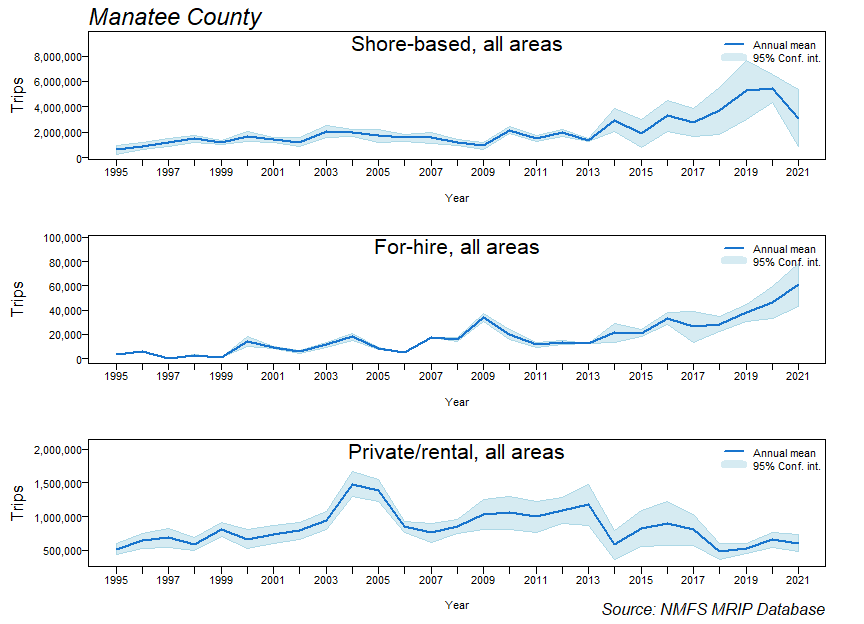 Manatee County
Shore-based, all areas
Annual mean
95% Conf. int.
Trips
8,000,000
6,000,000
4,000,000
2,000,000
0
1995 1997 1999 2001 2003 2005 2007 2009 2011 2013 2015 2017 2019 2021
Year
For-hire, all areas
Annual mean
95% Conf. int.
Trips
100,000
80,000
60,000
40,000
20,000
0
1995 1997 1999 2001 2003 2005 2007 2009 2011 2013 2015 2017 2019 2021
Year
Private/rental, all areas
Annual mean
95% Conf. int.
Trips
2,000,000
1,500,000
1,000,000
500,000
1995 1997 1999 2001 2003 2005 2007 2009 2011 2013 2015 2017 2019 2021
Year
Source: NMFS MRIP Database